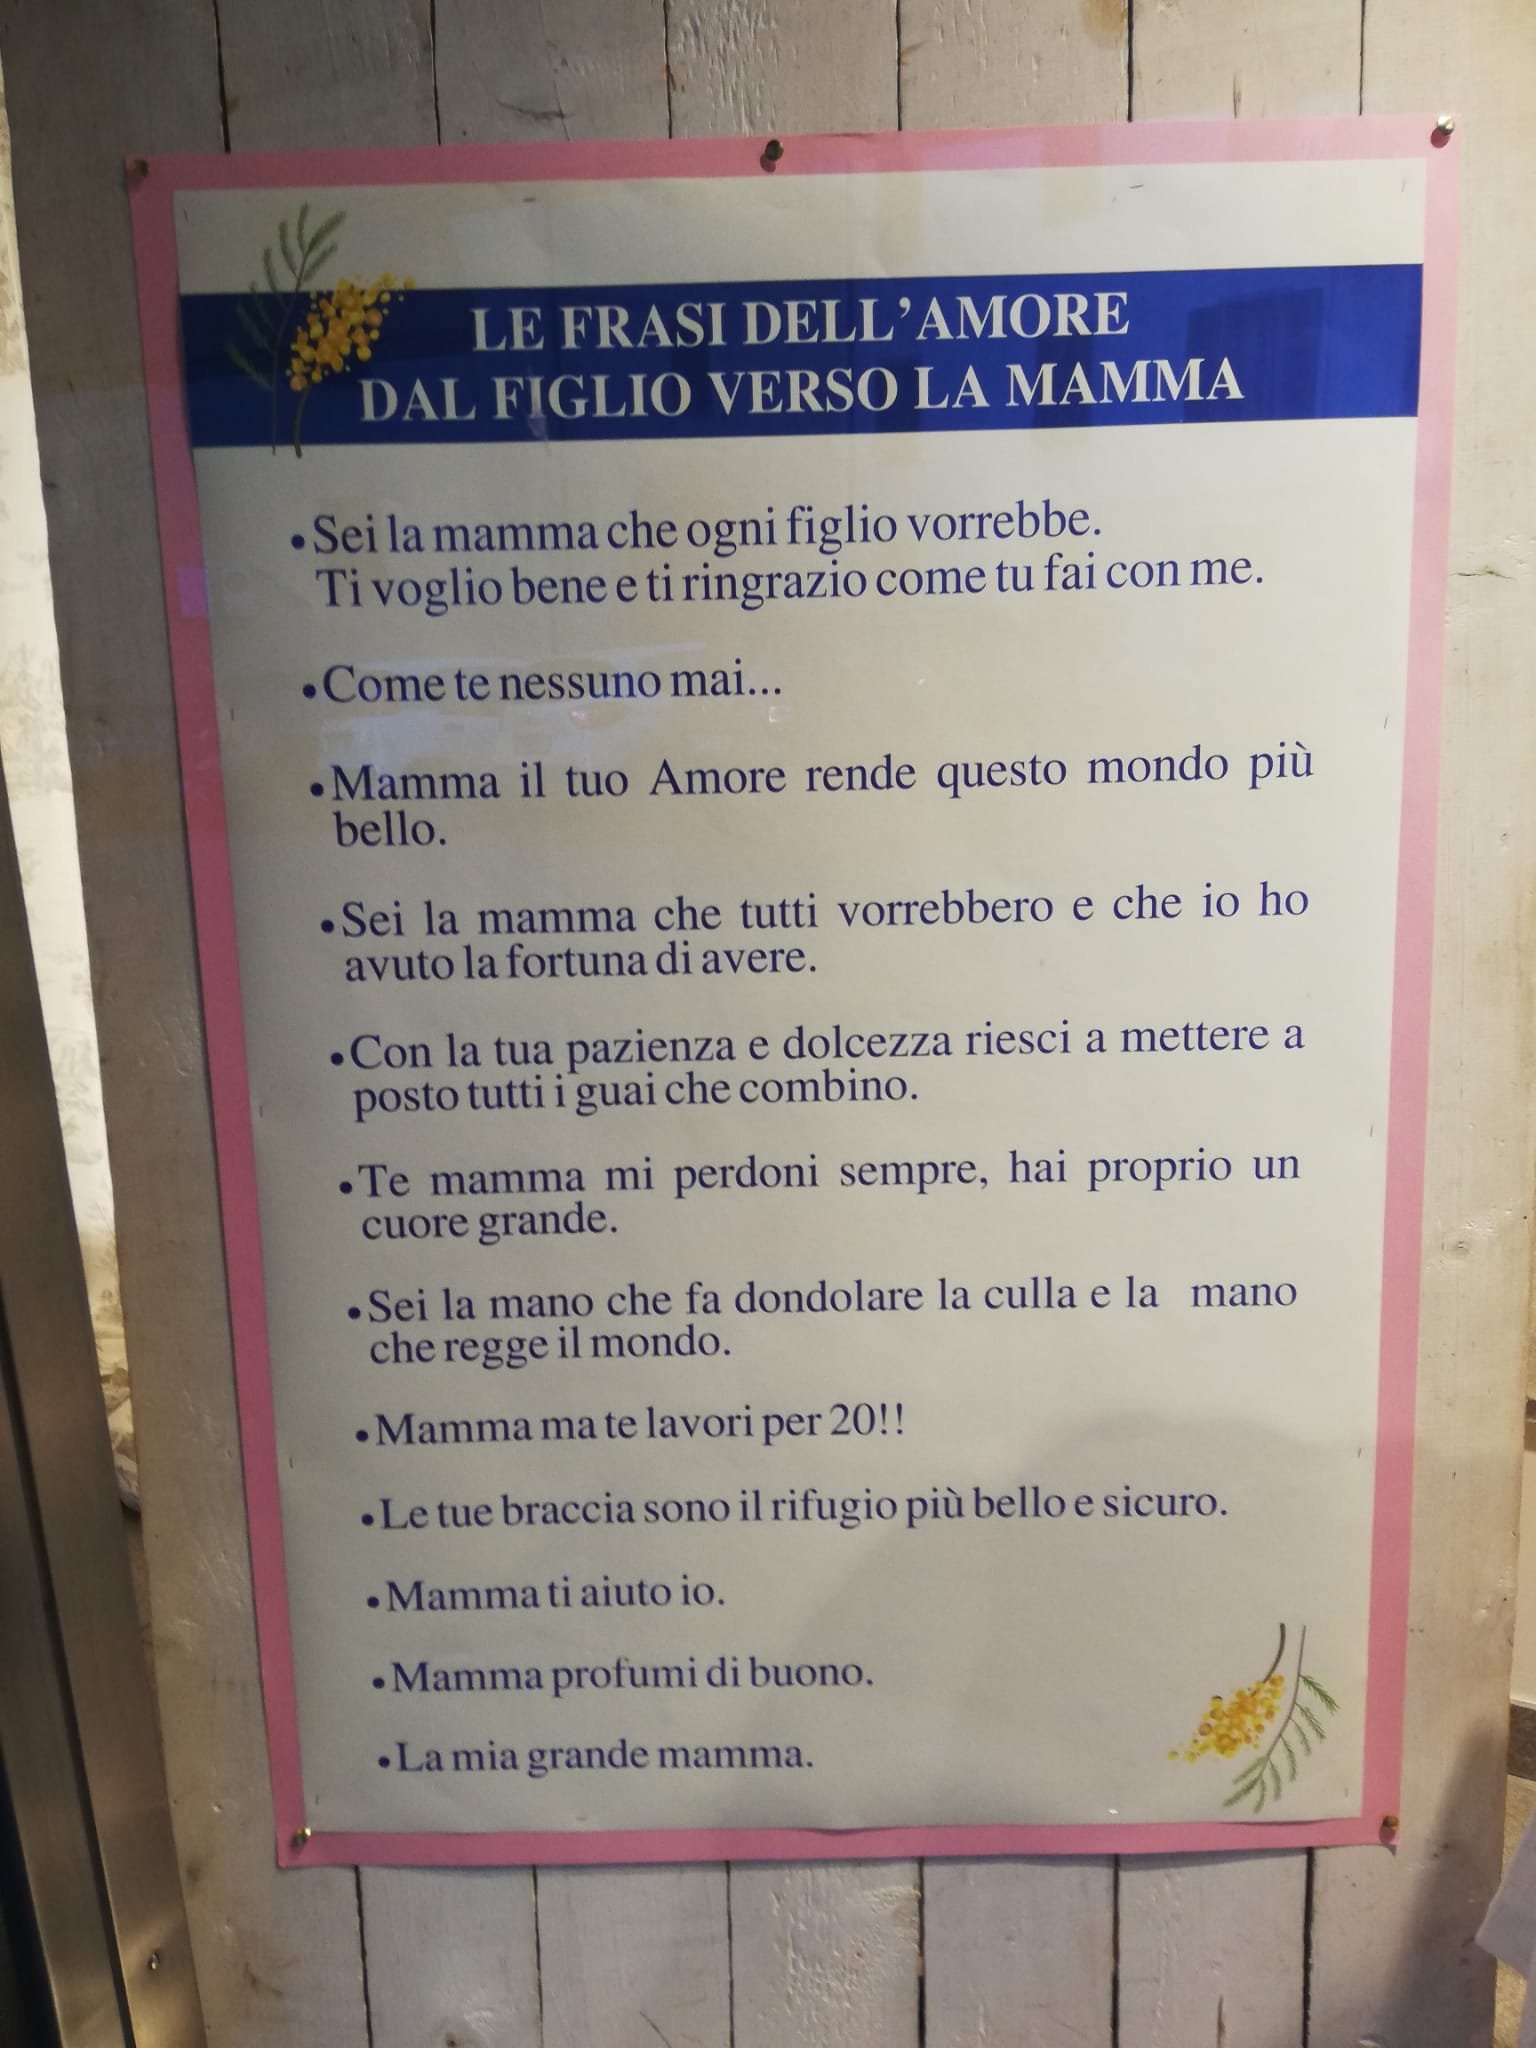 LE FRASI DELL'AMORE
DAL FIGLIO VERSO LA MAMMA
• Sei la mamma che ogni figlio vorrebbe.
Ti voglio bene e ti ringrazio come tu fai con me.
• Come te nessuno mai...
• Mamma il tuo Amore rende questo mondo più
bello.
• Sei la mamma che tutti vorrebbero e che io ho
avuto la fortuna di avere.
• Con la tua pazienza e dolcezza riesci a mettere a
posto tutti i guai che combino.
• Te mamma mi perdoni sempre, hai proprio un
cuore grande.
• Sei la mano che fa dondolare la culla e la mano
che regge il mondo.
• Mamma ma te lavori per 20!!
• Le tue braccia sono il rifugio più bello e sicuro.
• Mamma ti aiuto io.
• Mamma profumi di buono.
• La mia grande mamma.